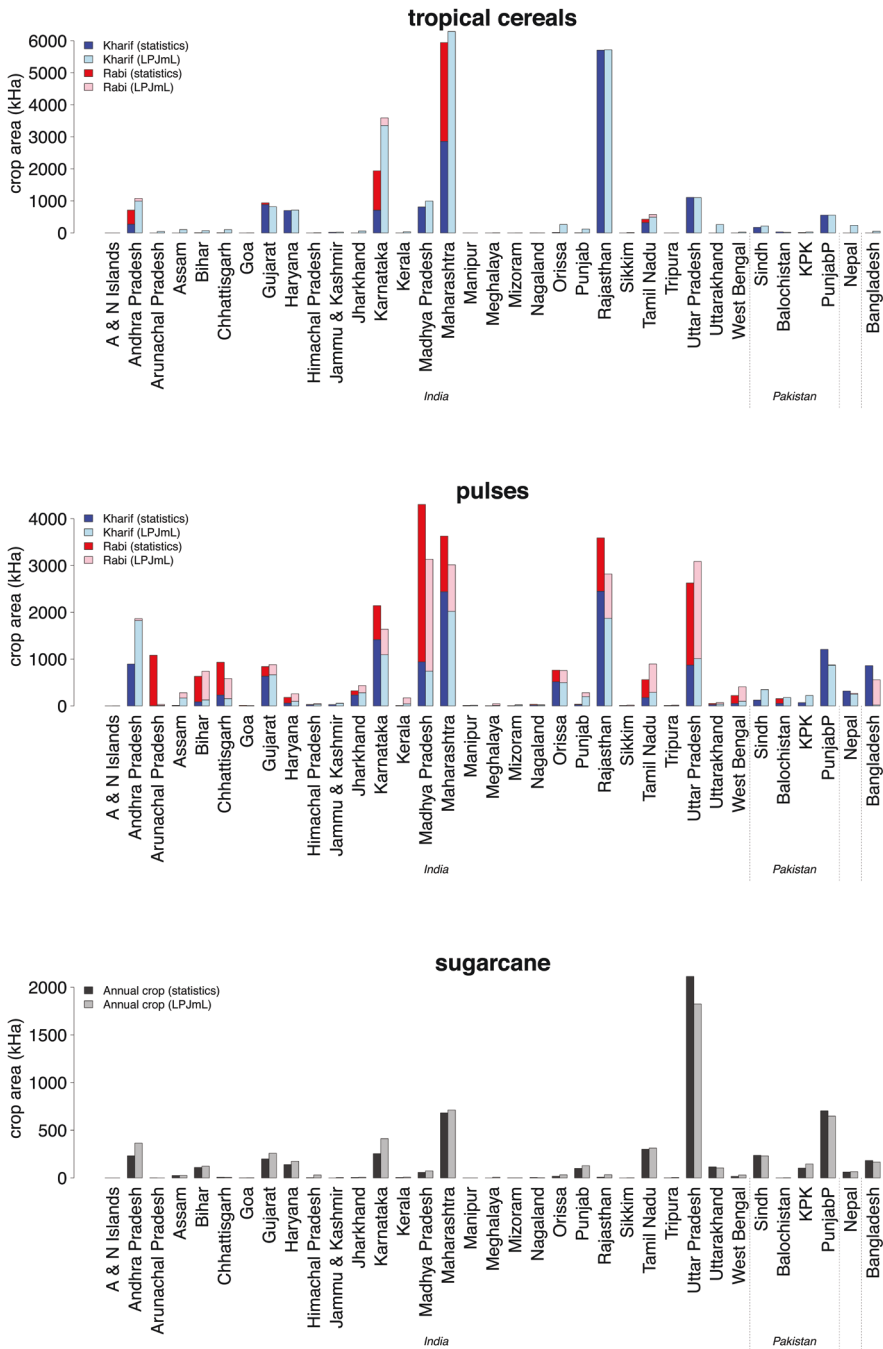 tropical cereals
crop area (kHa)
6000
5000
4000
3000
2000
1000
0
Kharif (statistics)
Kharif (LPJmL)
Rabi (statistics)
Rabi (LPJmL)
A & N Islands
Andhra Pradesh
Arunachal Pradesh
Assam
Bihar
Chhattisgarh
Goa
Gujarat
Haryana
Himachal Pradesh
Jammu & Kashmir
Jharkhand
Karnataka
Kerala
Madhya Pradesh
Maharashtra
Manipur
Meghalaya
Mizoram
Nagaland
Orissa
Punjab
Rajasthan
Sikkim
Tamil Nadu
Tripura
Uttar Pradesh
Uttarakhand
West Bengal
Sindh
Balochistan
KPK
PunjabP
Nepal
Bangladesh
India
Pakistan
pulses
crop area (kHa)
4000
3000
2000
1000
0
Kharif (statistics)
Kharif (LPJmL)
Rabi (statistics)
Rabi (LPJmL)
A & N Islands
Andhra Pradesh
Arunachal Pradesh
Assam
Bihar
Chhattisgarh
Goa
Gujarat
Haryana
Himachal Pradesh
Jammu & Kashmir
Jharkhand
Karnataka
Kerala
Madhya Pradesh
Maharashtra
Manipur
Meghalaya
Mizoram
Nagaland
Orissa
Punjab
Rajasthan
Sikkim
Tamil Nadu
Tripura
Uttar Pradesh
Uttarakhand
West Bengal
Sindh
Balochistan
KPK
PunjabP
Nepal
Bangladesh
India
Pakistan
sugarcane
crop area (kHa)
2000
1500
1000
500
0
Annual crop (statistics)
Annual crop (LPJmL)
A & N Islands
Andhra Pradesh
Arunachal Pradesh
Assam
Bihar
Chhattisgarh
Goa
Gujarat
Haryana
Himachal Pradesh
Jammu & Kashmir
Jharkhand
Karnataka
Kerala
Madhya Pradesh
Maharashtra
Manipur
Meghalaya
Mizoram
Nagaland
Orissa
Punjab
Rajasthan
Sikkim
Tamil Nadu
Tripura
Uttar Pradesh
Uttarakhand
West Bengal
Sindh
Balochistan
KPK
PunjabP
Nepal
Bangladesh
India
Pakistan